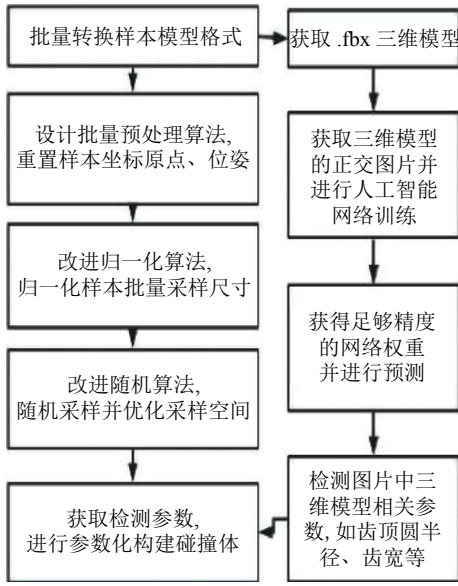 批量转换样本模型格式
获取 .fbx 三维模型
设计批量预处理算法,
重置样本坐标原点、位姿
获取三维模型
的正交图片并
进行人工智能
网络训练
改进归一化算法,
归一化样本批量采样尺寸
获得足够精度
的网络权重
并进行预测
改进随机算法,
随机采样并优化采样空间
检测图片中三
维模型相关参
数, 如齿顶圆半
径、齿宽等
获取检测参数,
进行参数化构建碰撞体